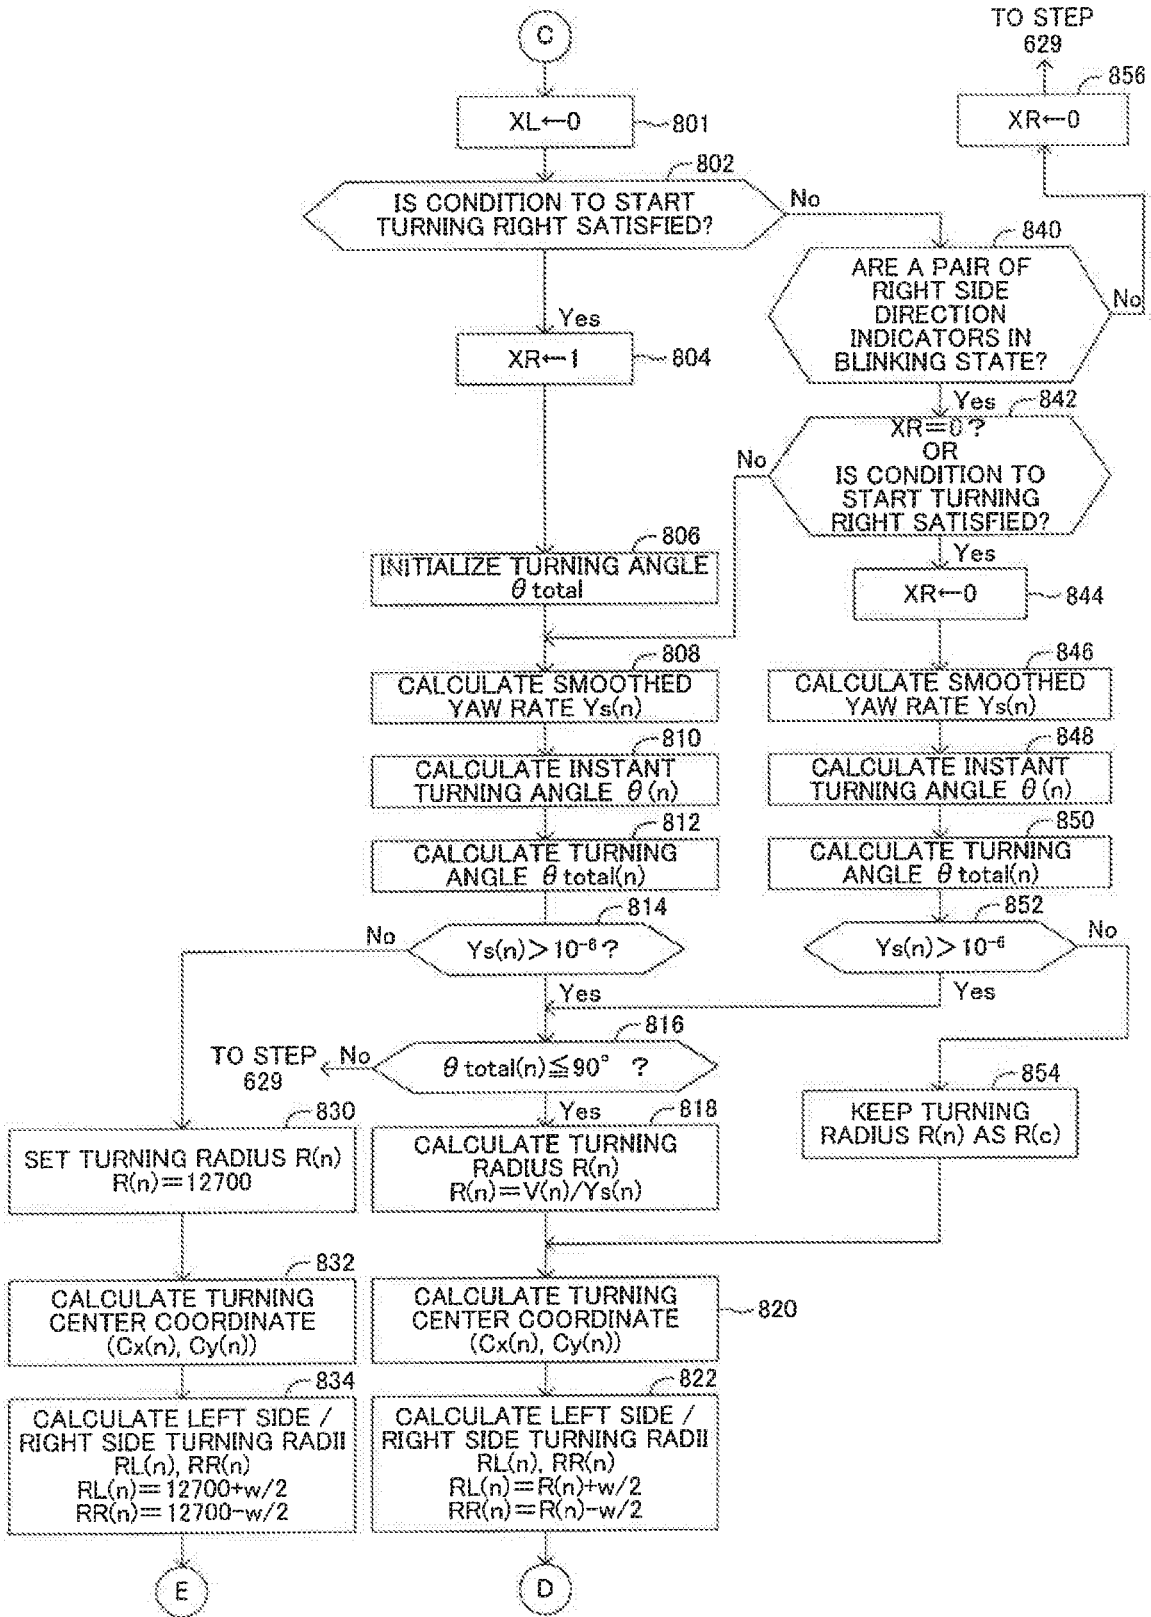 C
TO STEP
629
XL←0
801
856
XR←0
802
IS CONDITION TO START
TURNING RIGHT SATISFIED?
No
Yes
840
ARE A PAIR OF
RIGHT SIDE
DIRECTION
INDICATORS IN
BLINKING STATE?
No
Yes
XR←1
804
842
XR=0?
OR
IS CONDITION TO
START TURNING
RIGHT SATISFIED?
No
Yes
806
INITIALIZE TURNING ANGLE
θ total
XR←0
844
808
CALCULATE SMOOTHED
YAW RATE Ys(n)
846
CALCULATE SMOOTHED
YAW RATE Ys(n)
810
CALCULATE INSTANT
TURNING ANGLE θ(n)
848
CALCULATE INSTANT
TURNING ANGLE θ(n)
812
CALCULATE TURNING
ANGLE θ total(n)
850
CALCULATE TURNING
ANGLE θ total(n)
814
Ys(n)>10⁻⁶?
No
Yes
852
Ys(n)>10⁻⁶
No
Yes
816
θ total(n)≦90° ?
No
TO STEP
629
Yes
854
KEEP TURNING
RADIUS R(n) AS R(c)
830
SET TURNING RADIUS R(n)
R(n)=12700
818
CALCULATE TURNING
RADIUS R(n)
R(n)=V(n)/Ys(n)
832
CALCULATE TURNING
CENTER COORDINATE
(Cx(n), Cy(n))
CALCULATE TURNING
CENTER COORDINATE
(Cx(n), Cy(n))
820
834
CALCULATE LEFT SIDE /
RIGHT SIDE TURNING RADII
RL(n), RR(n)
RL(n)=12700+w/2
RR(n)=12700-w/2
822
CALCULATE LEFT SIDE /
RIGHT SIDE TURNING RADII
RL(n), RR(n)
RL(n)=R(n)+w/2
RR(n)=R(n)-w/2
E
D